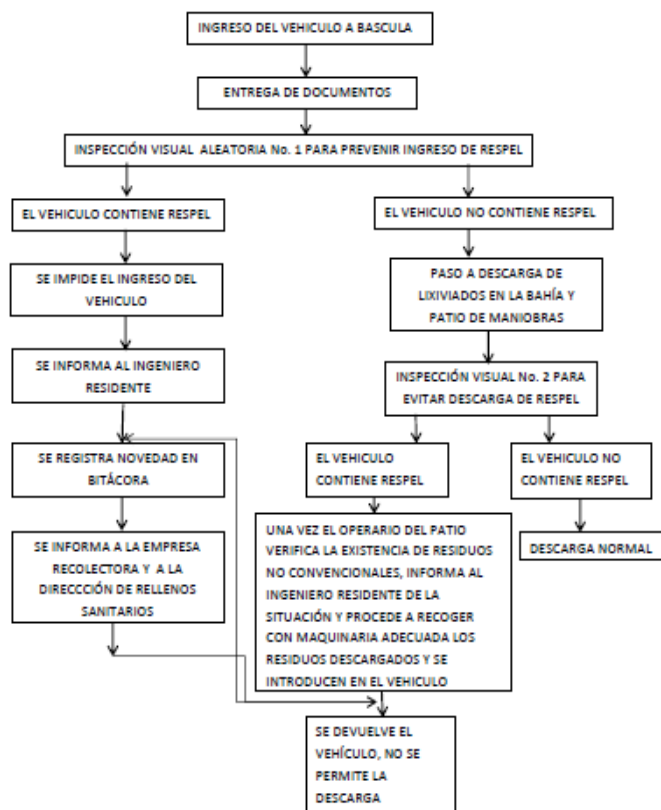 INGRESO DEL VEHICULO A BASCULA
ENTREGA DE DOCUMENTOS
INSPECCIÓN VISUAL ALEATORIA No. 1 PARA PREVENIR INGRESO DE RESPEL
EL VEHICULO CONTIENE RESPEL
EL VEHICULO NO CONTIENE RESPEL
SE IMPIDE EL INGRESO DEL
VEHICULO
PASO A DESCARGA DE
LIXIVIADOS EN LA BAHÍA Y
PATIO DE MANIOBRAS
SE INFORMA AL INGENIERO
RESIDENTE
INSPECCIÓN VISUAL No. 2 PARA
EVITAR DESCARGA DE RESPEL
SE REGISTRA NOVEDAD EN
BITÁCORA
EL VEHICULO
CONTIENE RESPEL
EL VEHICULO NO
CONTIENE RESPEL
SE INFORMA A LA EMPRESA
RECOLECTORA Y A LA
DIRECCCIÓN DE RELLENOS
SANITARIOS
UNA VEZ EL OPERARIO DEL PATIO
VERIFICA LA EXISTENCIA DE RESIDUOS
NO CONVENCIONALES, INFORMA AL
INGENIERO RESIDENTE DE LA
SITUACIÓN Y PROCEDE A RECOGER
CON MAQUINARIA ADECUADA LOS
RESIDUOS DESCARGADOS Y SE
INTRODUCEN EN EL VEHICULO
DESCARGA NORMAL
SE DEVUELVE EL
VEHÍCULO, NO SE
PERMITE LA
DESCARGA